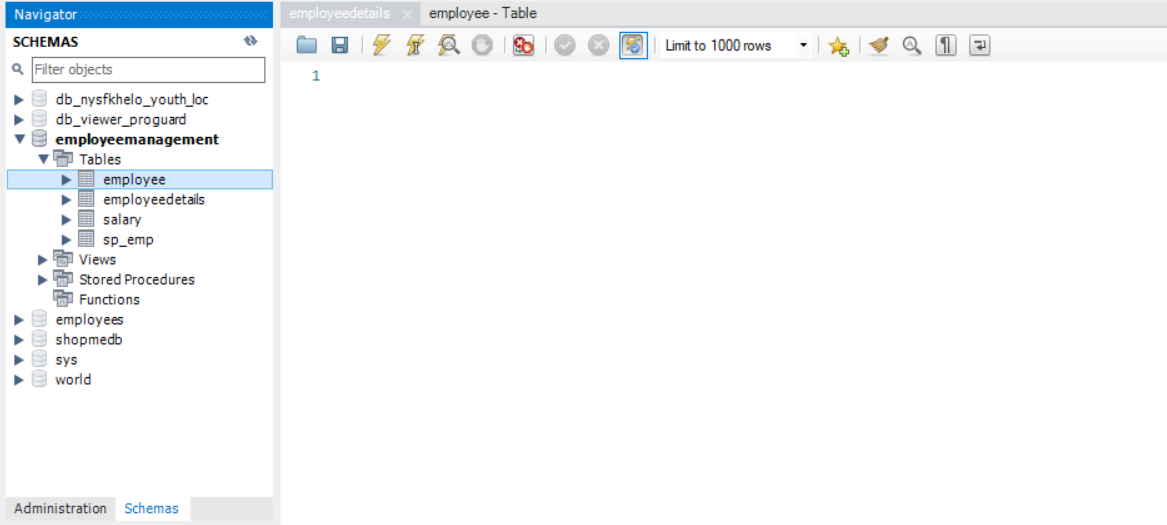 Navigator
SCHEMAS
Filter objects
db_nysfkhelo_youth_loc
db_viewer_proguard
employeemanagement
Tables
employee
employeedetails
salary
sp_emp
Views
Stored Procedures
Functions
employees
shopmedb
sys
world
Administration Schemas
employeedetails employee - Table
Limit to 1000 rows
1